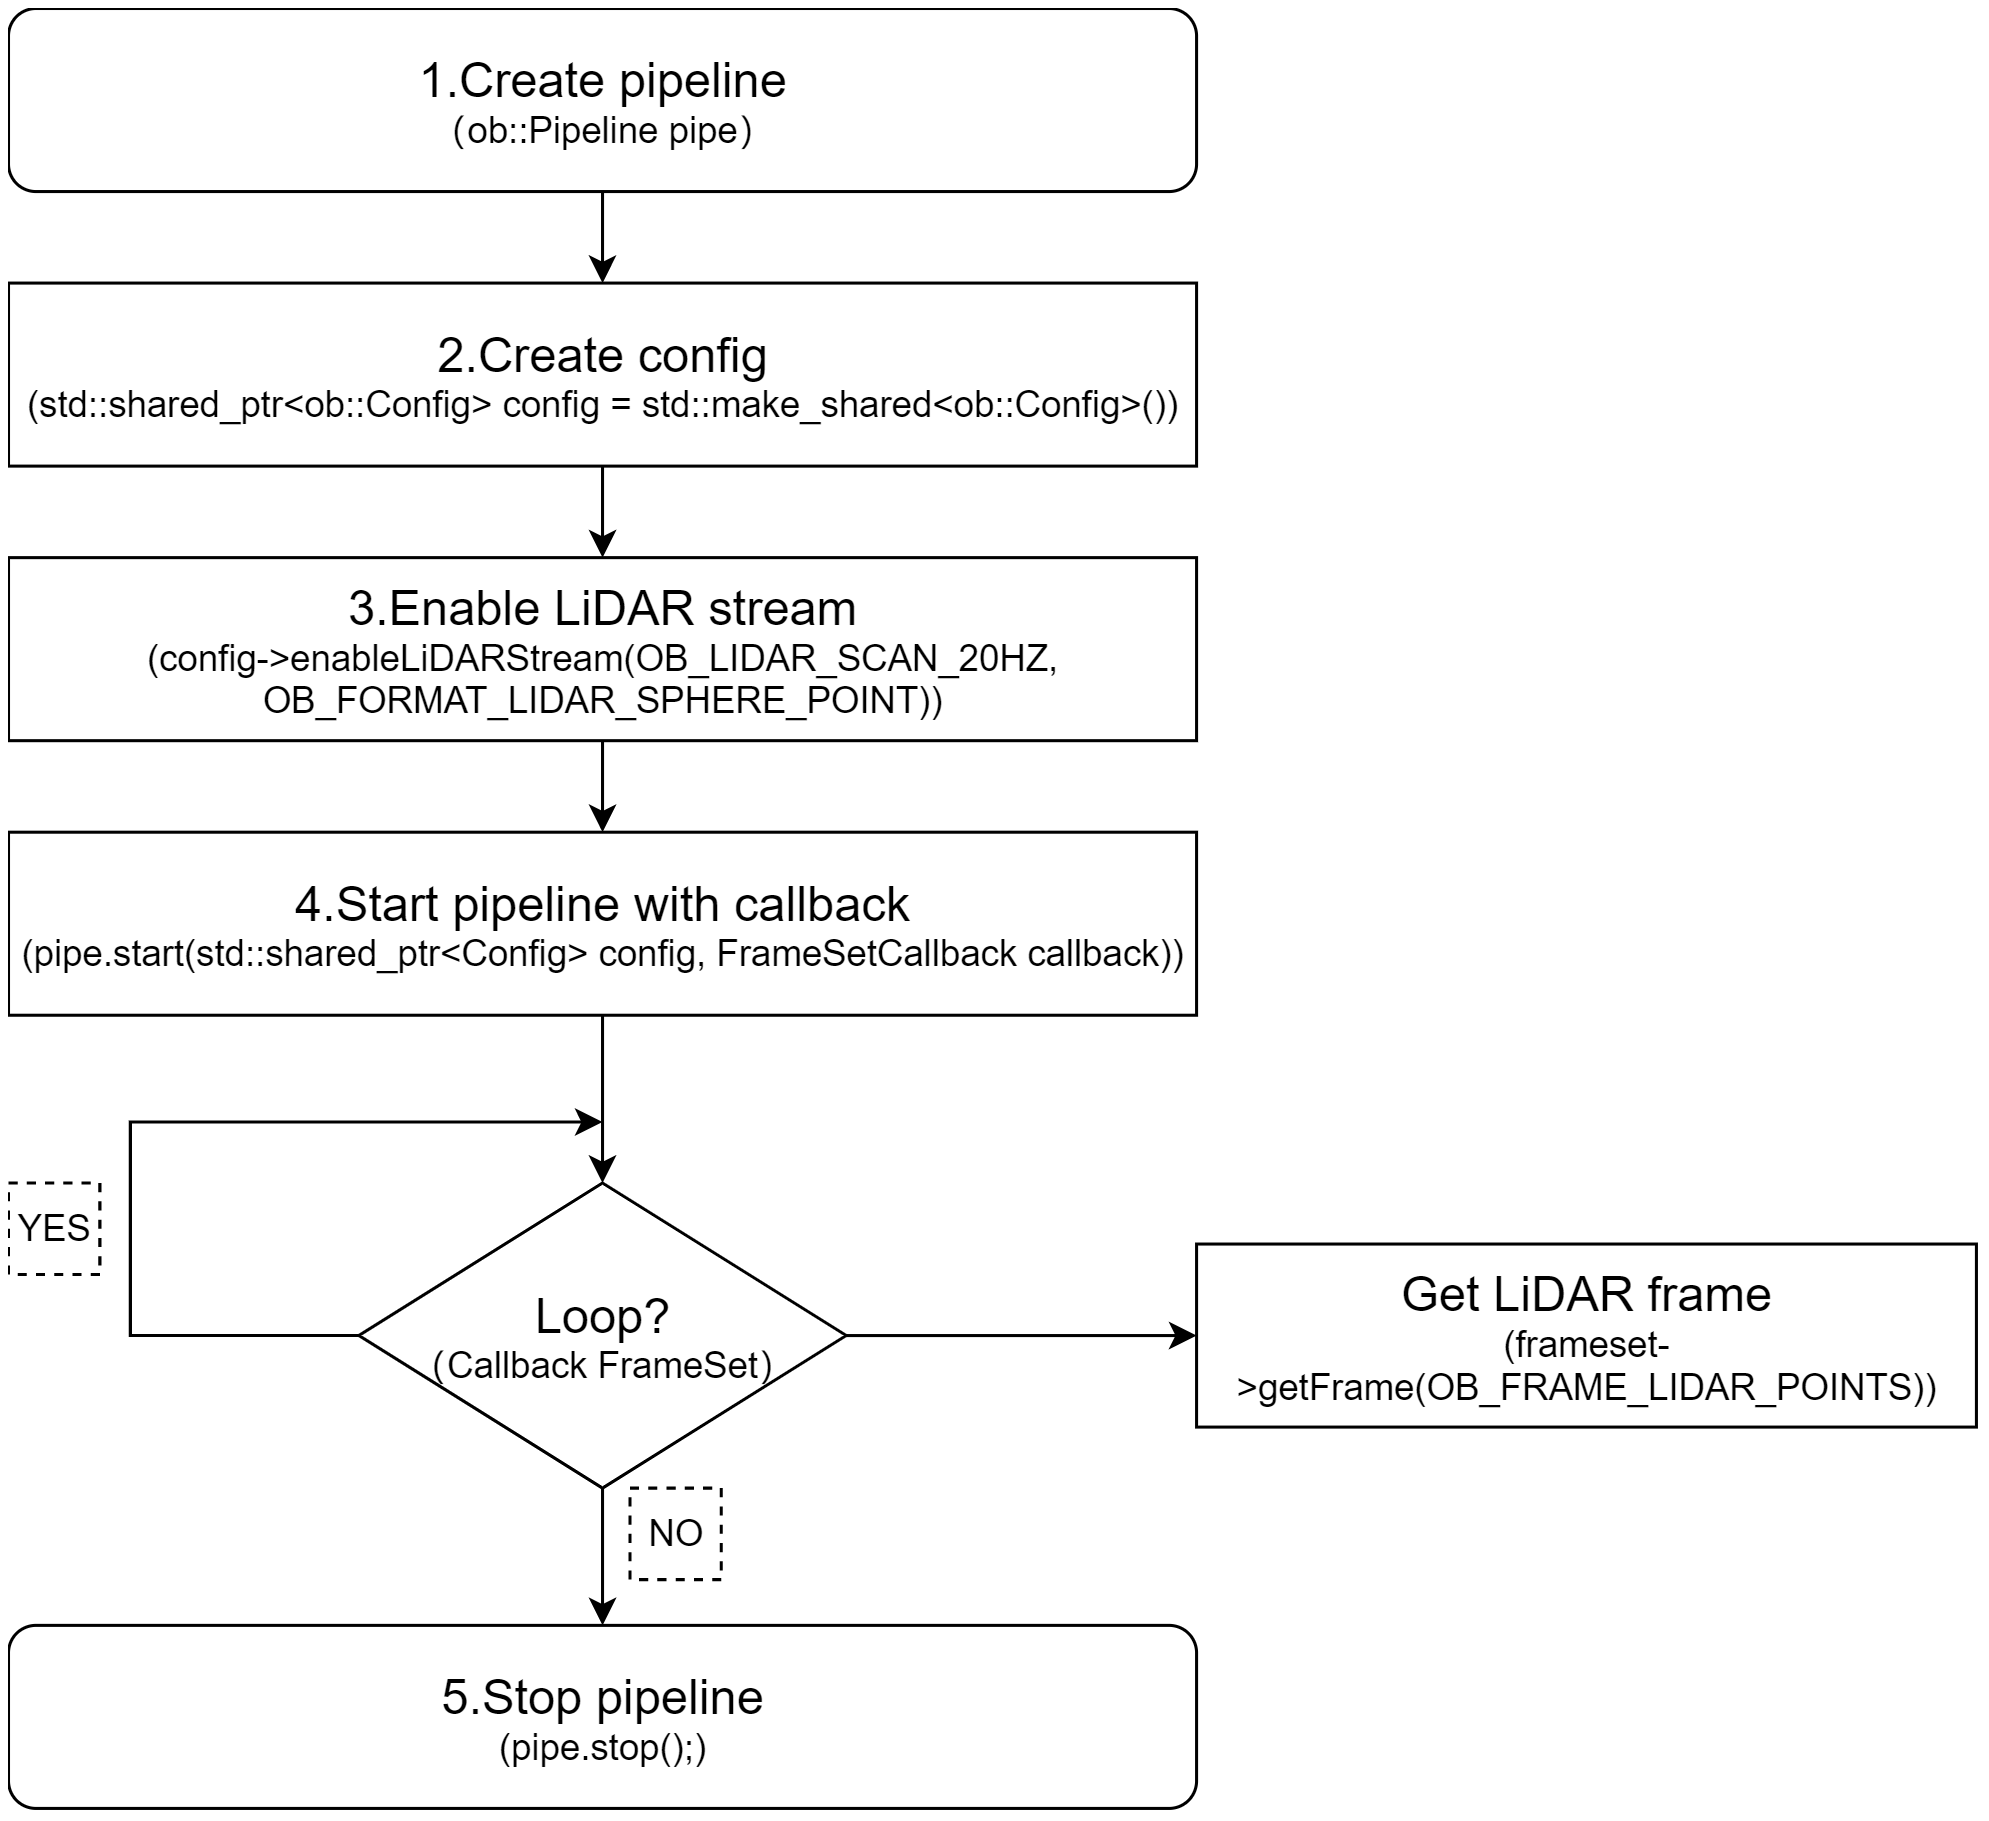 1.Create pipeline
(ob::Pipeline pipe)
2.Create config
(std::shared_ptr<ob::Config> config = std::make_shared<ob::Config>())
3.Enable LiDAR stream
(config->enableLiDARStream(OB_LIDAR_SCAN_20HZ,
OB_FORMAT_LIDAR_SPHERE_POINT))
4.Start pipeline with callback
(pipe.start(std::shared_ptr<Config> config, FrameSetCallback callback))
YES
Loop?
(Callback FrameSet)
Get LiDAR frame
(frameset-
>getFrame(OB_FRAME_LIDAR_POINTS))
NO
5.Stop pipeline
(pipe.stop();)